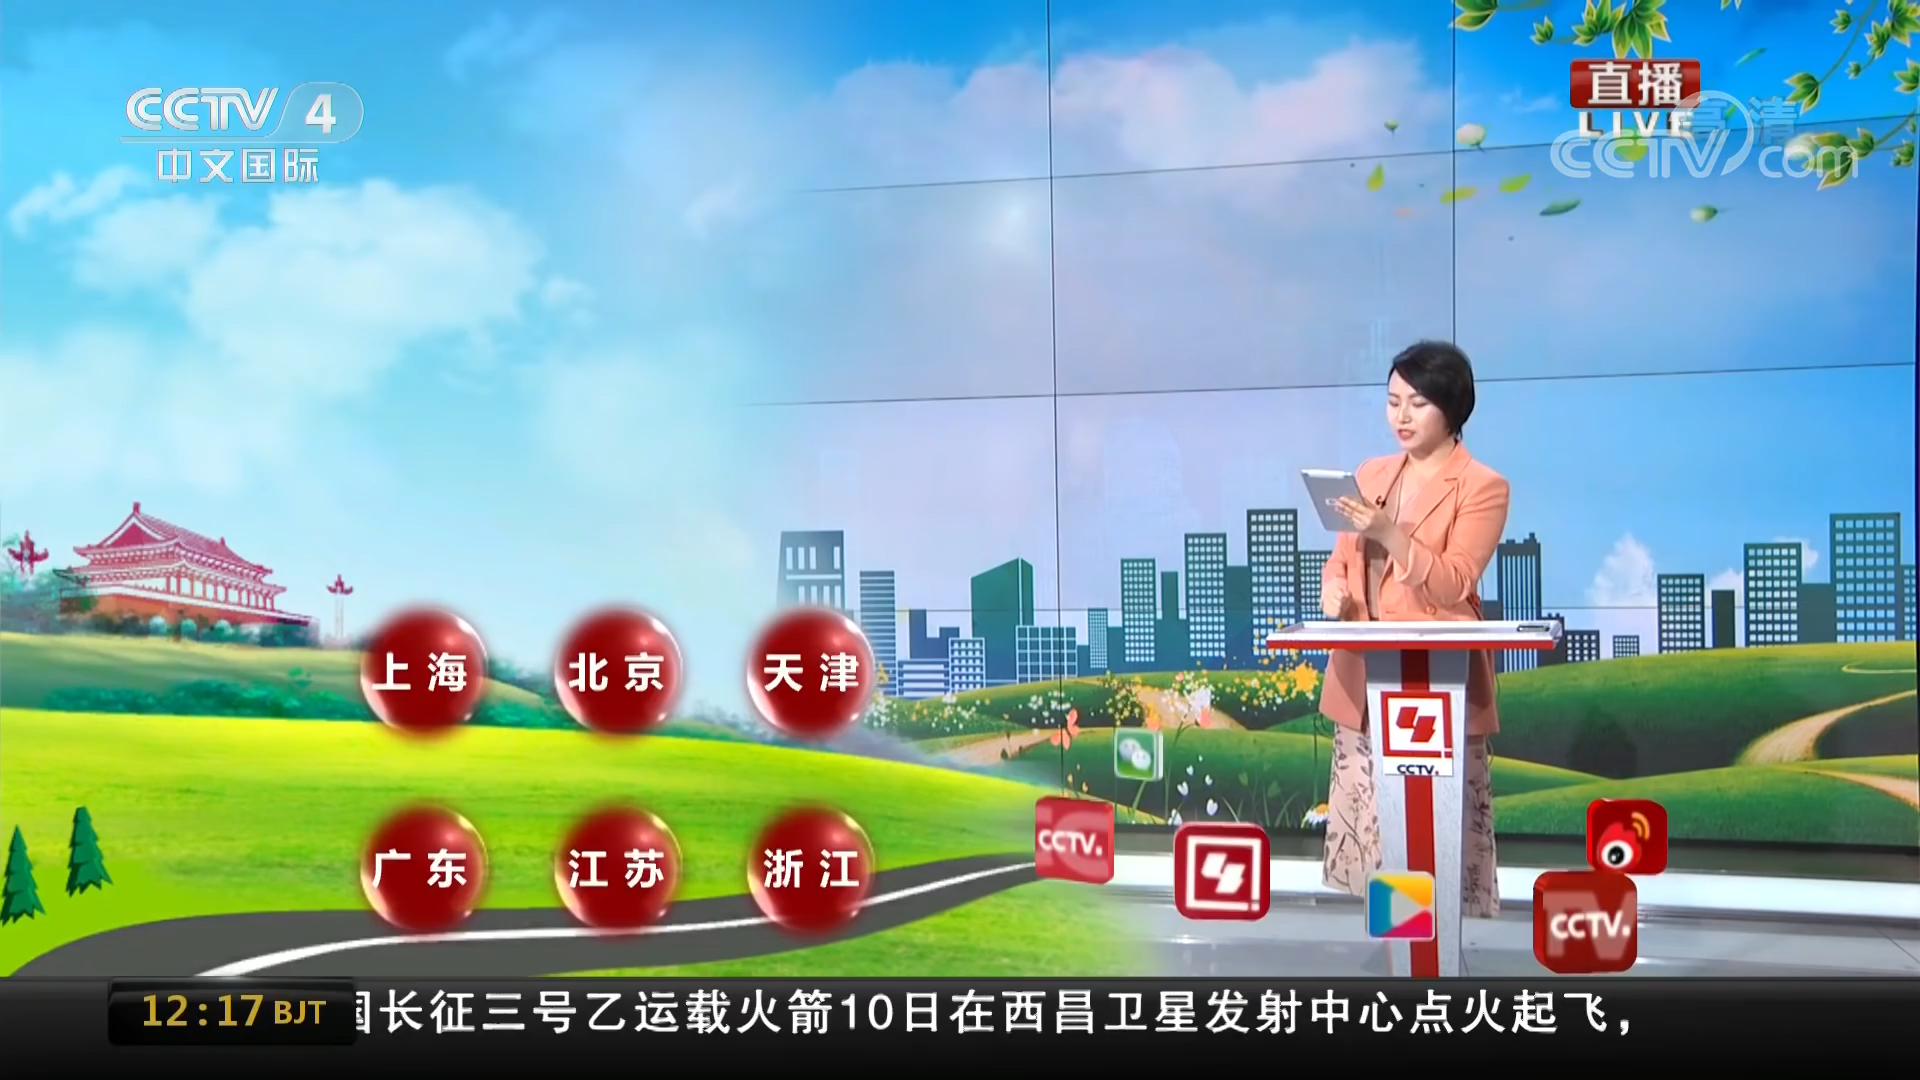 CCTV 4
中文国际
直播
LIVE
高清
CCTV.com
上海
北京
天津
广东
江苏
浙江
CCTV.
CCTV.
CCTV.
12:17 BJT
国长征三号乙运载火箭10日在西昌卫星发射中心点火起飞，